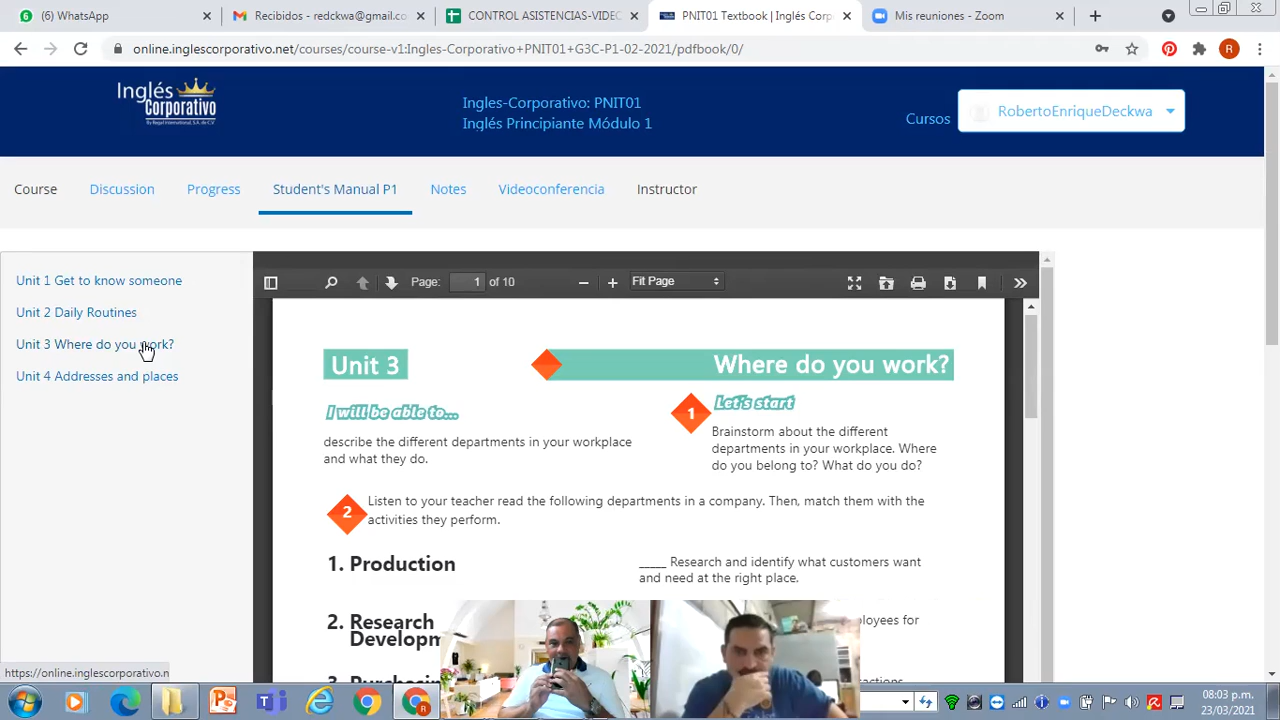 (6) WhatsApp
Recibidos - redckwa@gmail.co
CONTROL ASISTENCIAS-VIDEC
PNIT01 Textbook | Inglés Corp
Mis reuniones - Zoom
online.inglescorporativo.net/courses/course-v1:Ingles-Corporativo+PNIT01+G3C-P1-02-2021/pdfbook/0/
R
Inglés
Corporativo
By Regal International, S.A. de C.V.
Ingles-Corporativo: PNIT01
Inglés Principiante Módulo 1
Cursos
RobertoEnriqueDeckwa
Course
Discussion
Progress
Student's Manual P1
Notes
Videoconferencia
Instructor
Unit 1 Get to know someone
Unit 2 Daily Routines
Unit 3 Where do you work?
Unit 4 Addresses and places
Page: 1 of 10
Fit Page
Unit 3
Where do you work?
I will be able to...
describe the different departments in your workplace
and what they do.
1
Let's start
Brainstorm about the different
departments in your workplace. Where
do you belong to? What do you do?
2
Listen to your teacher read the following departments in a company. Then, match them with the
activities they perform.
1. Production
_____ Research and identify what customers want
and need at the right place.
2. Research
Developm
ployees for
https://online.inglescorporativo.n
08:03 p.m.
23/03/2021